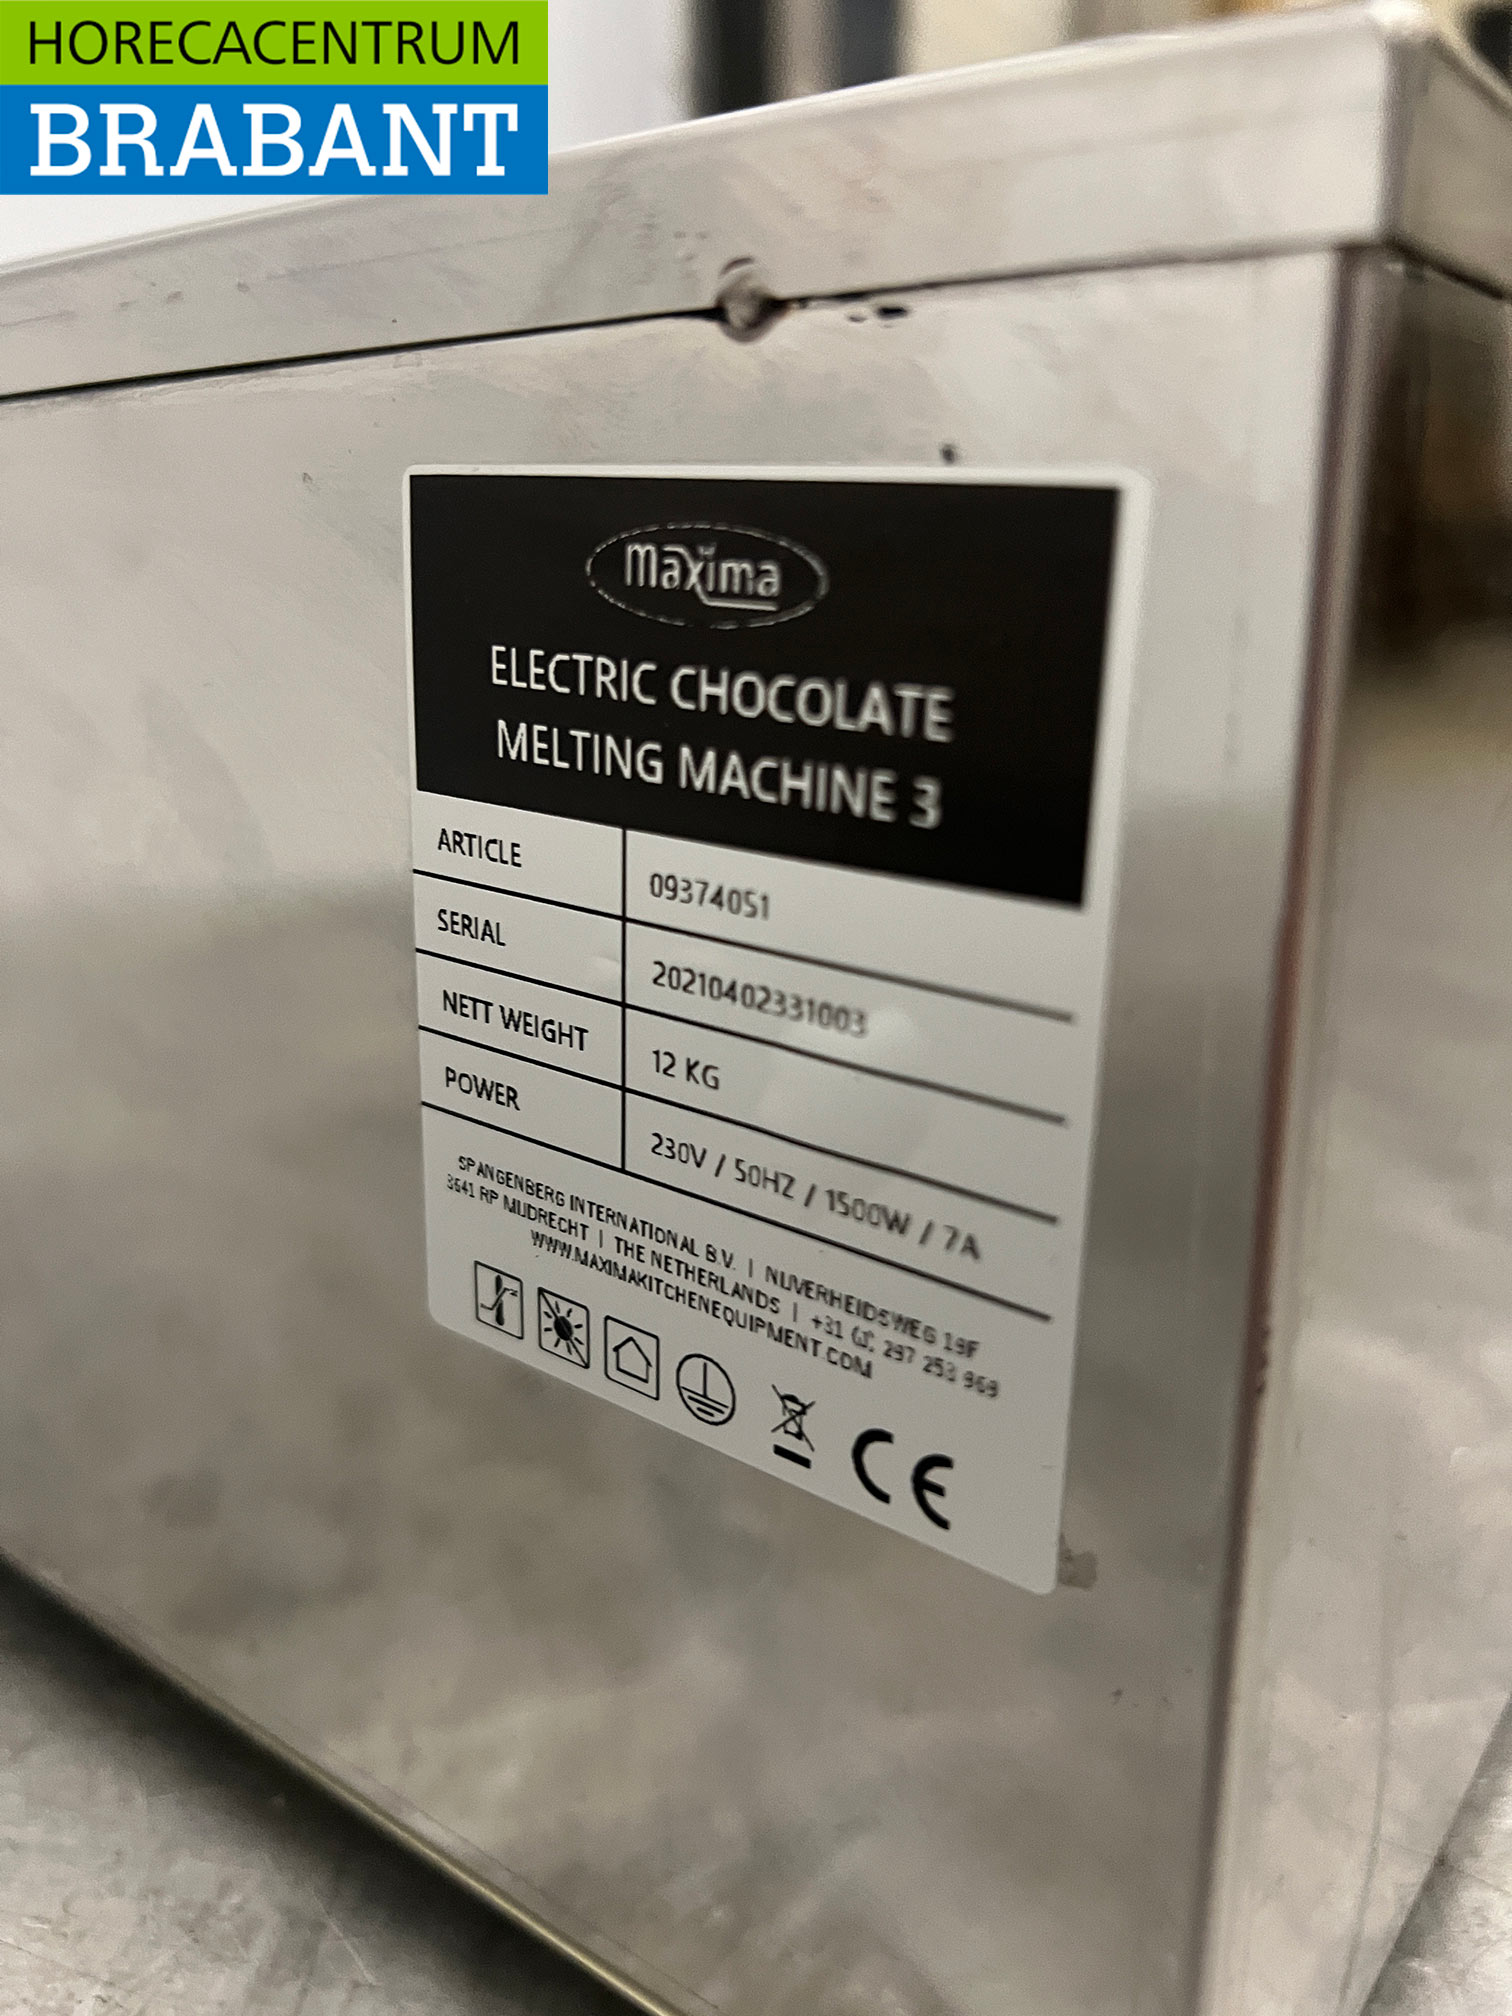 HORECACENTRUM
BRABANT
maxima
ELECTRIC CHOCOLATE
MELTING MACHINE 3
ARTICLE 09374051
SERIAL 20210402331003
NETT WEIGHT 12 KG
POWER 230V / 50HZ / 1500W / 7A
SPANGENBERG INTERNATIONAL B.V. | NIJVERHEIDSWEG 19F
3641 RP MIJDRECHT | THE NETHERLANDS | +31 (0) 297 253 969
WWW.MAXIMAKITCHENEQUIPMENT.COM
CE